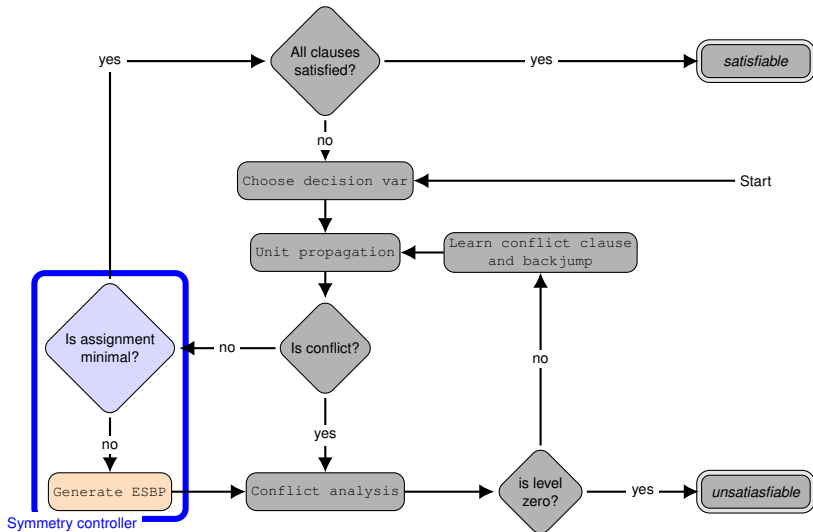 All clauses
satisfied?
yes
yes
satisfiable
no
Choose decision var
Start
Unit propagation
Learn conflict clause
and backjump
Is assignment
minimal?
no
Is conflict?
no
yes
no
Generate ESBP
Conflict analysis
is level
zero?
yes
unsatiasfiable
Symmetry controller